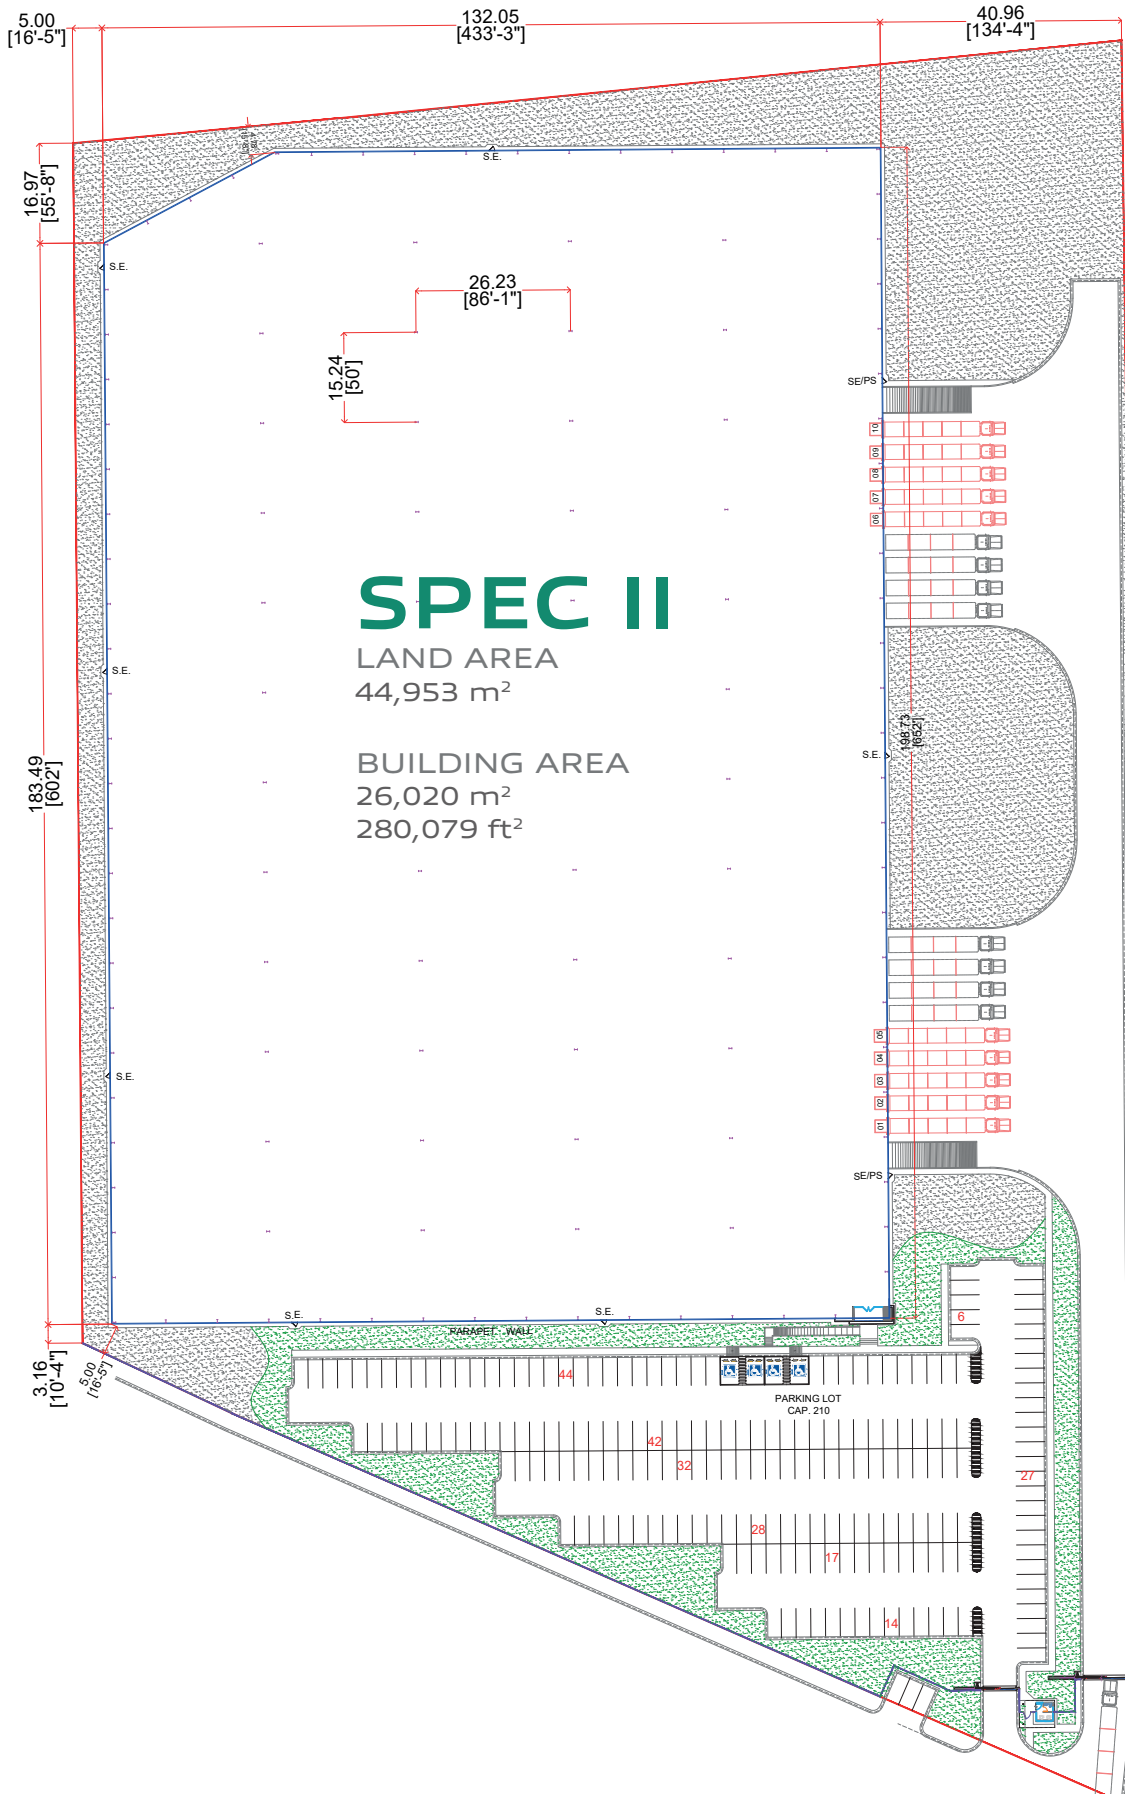 5.00
[16'-5"]
132.05
[433'-3"]
40.96
[134'-4"]
16.97
[55'-8"]
S.E.
S.E.
26.23
[86'-1"]
15.24
[50']
SE/PS
10
09
08
07
06
SPEC II
LAND AREA
44,953 m²
BUILDING AREA
26,020 m²
280,079 ft²
S.E.
198.73
[652']
S.E.
183.49
[602']
05
04
03
02
01
S.E.
SE/PS
S.E.
S.E.
PARAPET WALL
6
3.16
[10'-4"]
5.00
[16'-5"]
44
PARKING LOT
CAP. 210
42
32
27
28
17
14